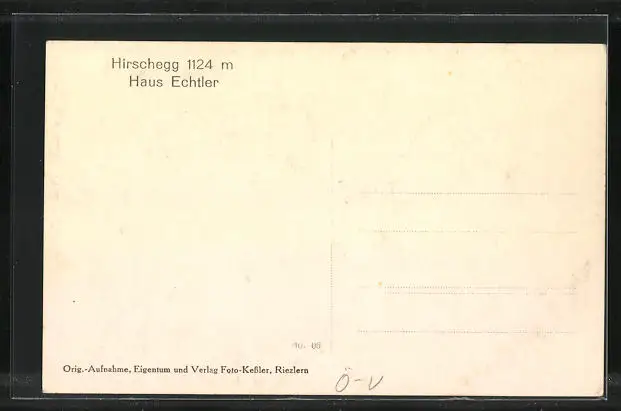 Hirschegg 1124 m
Haus Echtler
Orig.-Aufnahme, Eigentum und Verlag Foto-Keßler, Riezlern
Ö-V